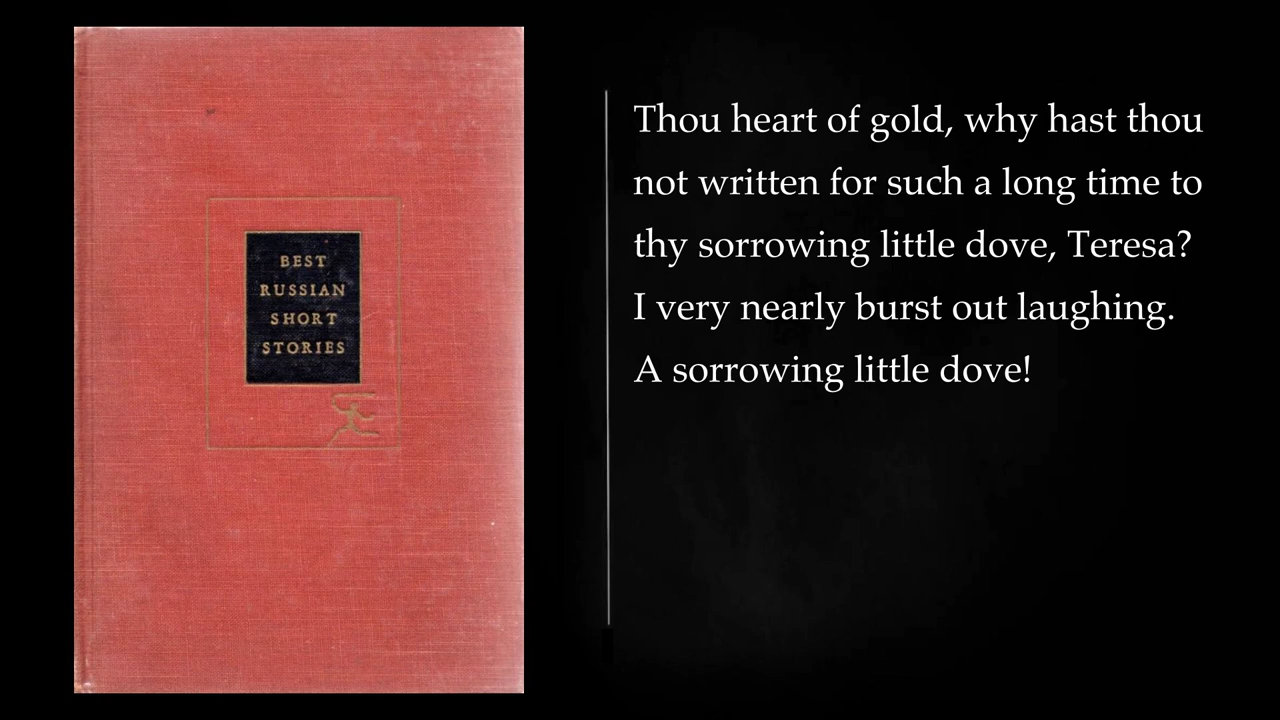 BEST
RUSSIAN
SHORT
STORIES
Thou heart of gold, why hast thou
not written for such a long time to
thy sorrowing little dove, Teresa?
I very nearly burst out laughing.
A sorrowing little dove!